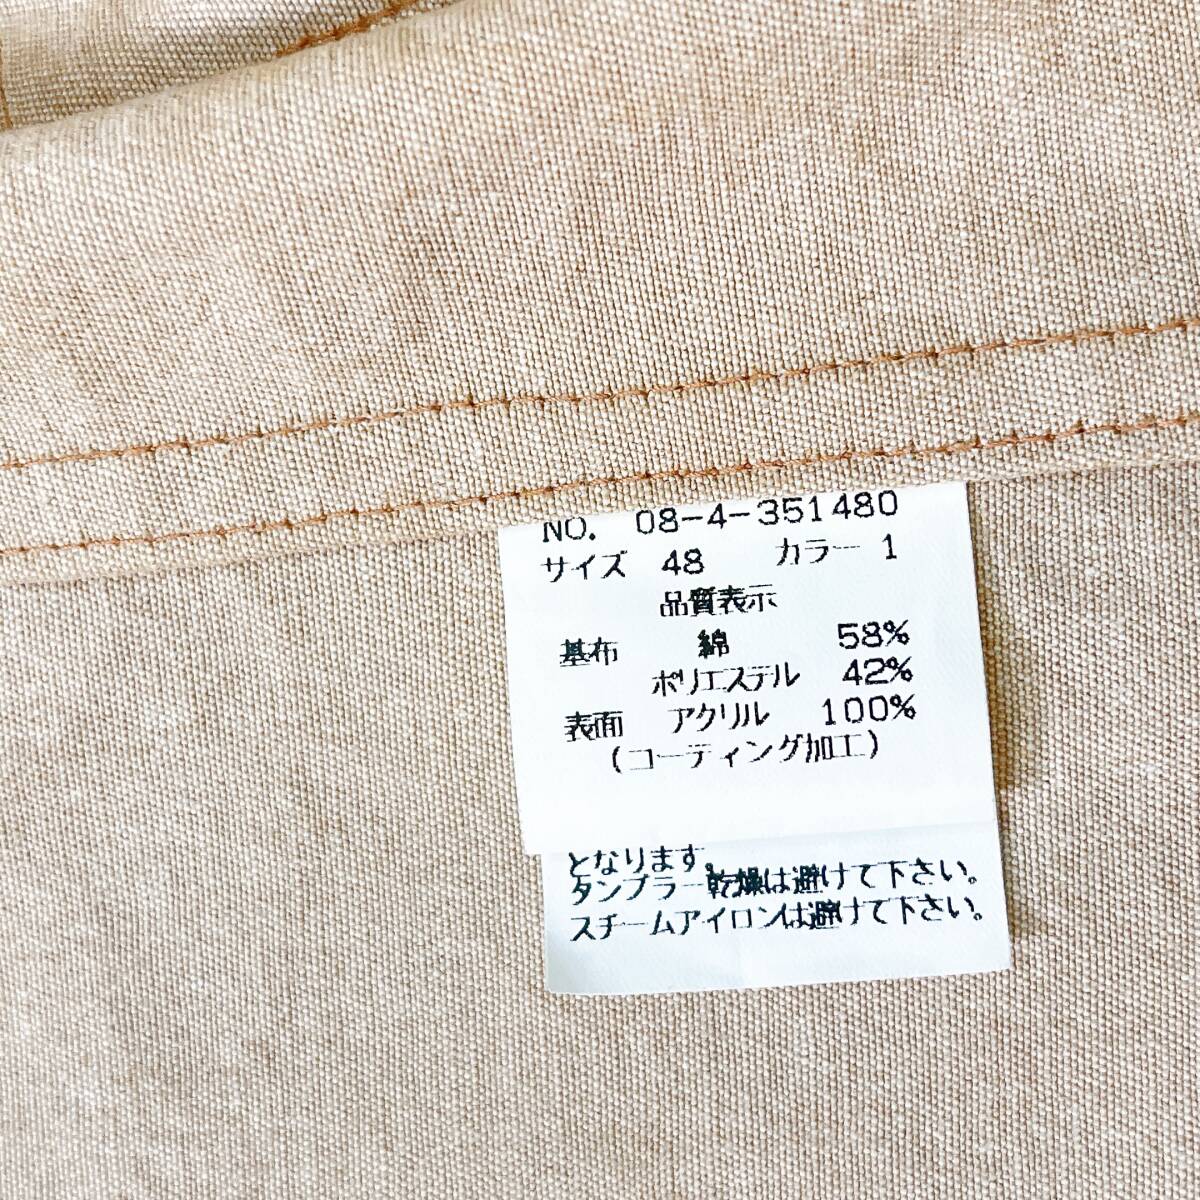 NO. 08-4-351480
サイズ 48 カラー 1
品質表示
基布 綿 58%
ポリエステル 42%
表面 アクリル 100%
(コーティング加工)
となります。
タンブラー乾燥は避けて下さい。
スチームアイロンは避けて下さい。